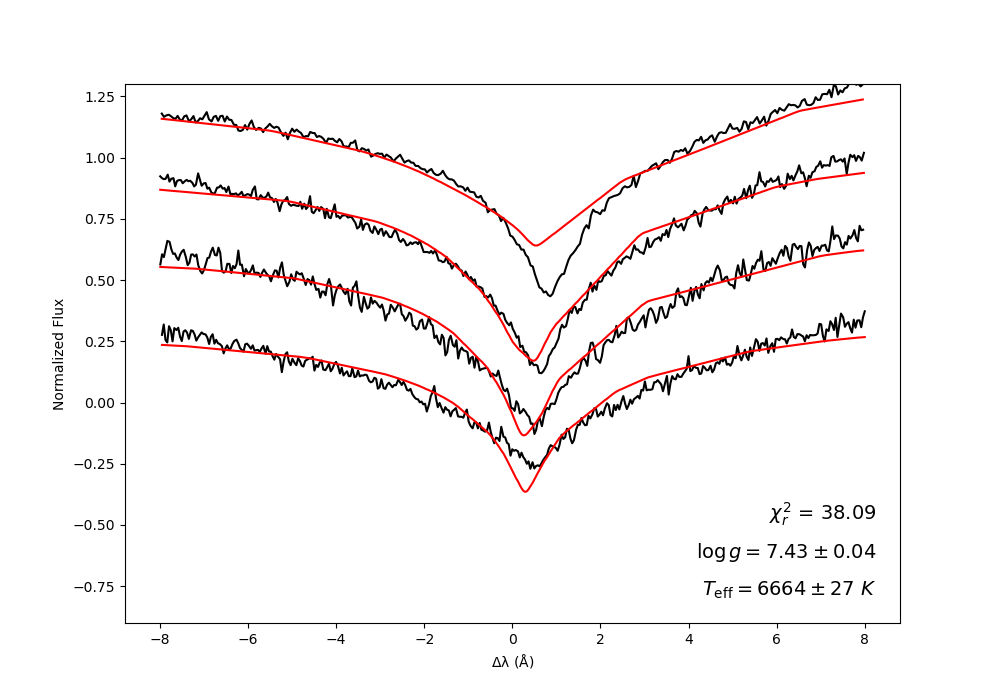 1.25
1.00
0.75
0.50
0.25
0.00
−0.25
−0.50
−0.75
Normalized Flux
χ²ᵣ = 38.09
log g = 7.43 ± 0.04
T_eff = 6664 ± 27 K
−8 −6 −4 −2 0 2 4 6 8
Δλ (Å)